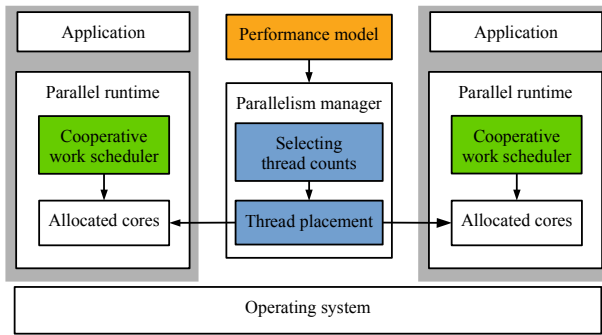 Application
Parallel runtime
Cooperative
work scheduler
Allocated cores
Performance model
Parallelism manager
Selecting
thread counts
Thread placement
Application
Parallel runtime
Cooperative
work scheduler
Allocated cores
Operating system